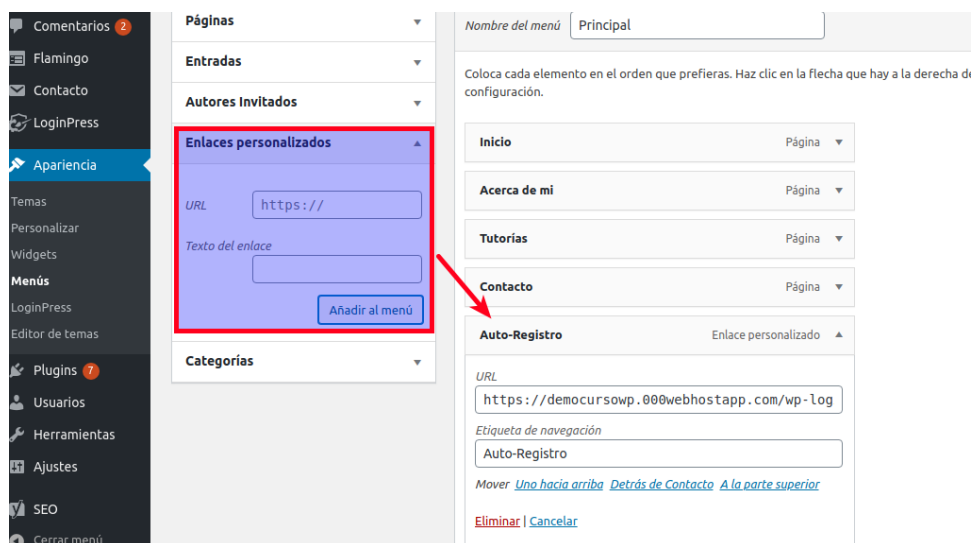 Comentarios 2
Flamingo
Contacto
LoginPress
Apariencia
Temas
Personalizar
Widgets
Menús
LoginPress
Editor de temas
Plugins 7
Usuarios
Herramientas
Ajustes
SEO
Cerrar menú
Páginas
Entradas
Autores Invitados
Enlaces personalizados
URL https://
Texto del enlace
Añadir al menú
Categorías
Nombre del menú Principal
Coloca cada elemento en el orden que prefieras. Haz clic en la flecha que hay a la derecha de
configuración.
Inicio Página
Acerca de mi Página
Tutorías Página
Contacto Página
Auto-Registro Enlace personalizado
URL
https://democursowp.000webhostapp.com/wp-log
Etiqueta de navegación
Auto-Registro
Mover Uno hacia arriba Detrás de Contacto A la parte superior
Eliminar | Cancelar